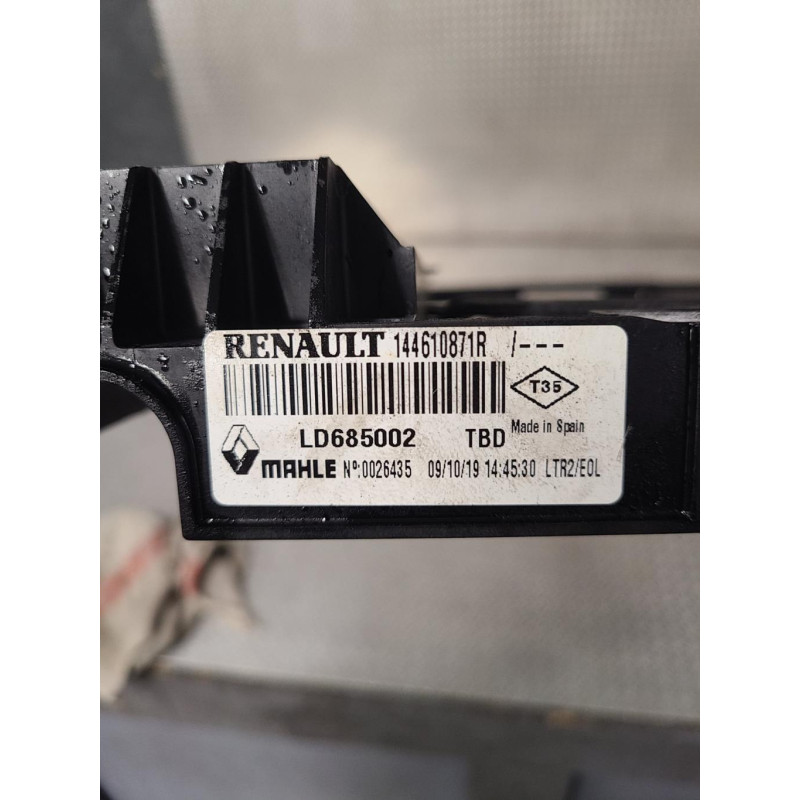 RENAULT 144610871R /---
T35
LD685002 TBD Made in Spain
MAHLE Nº:0026435 09/10/19 14:45:30 LTR2/EOL